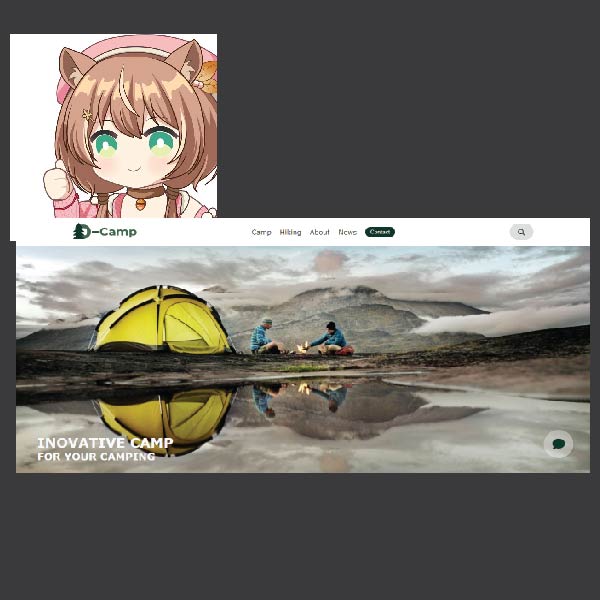 D-Camp
Camp Hiking About News Contact
INOVATIVE CAMP
FOR YOUR CAMPING